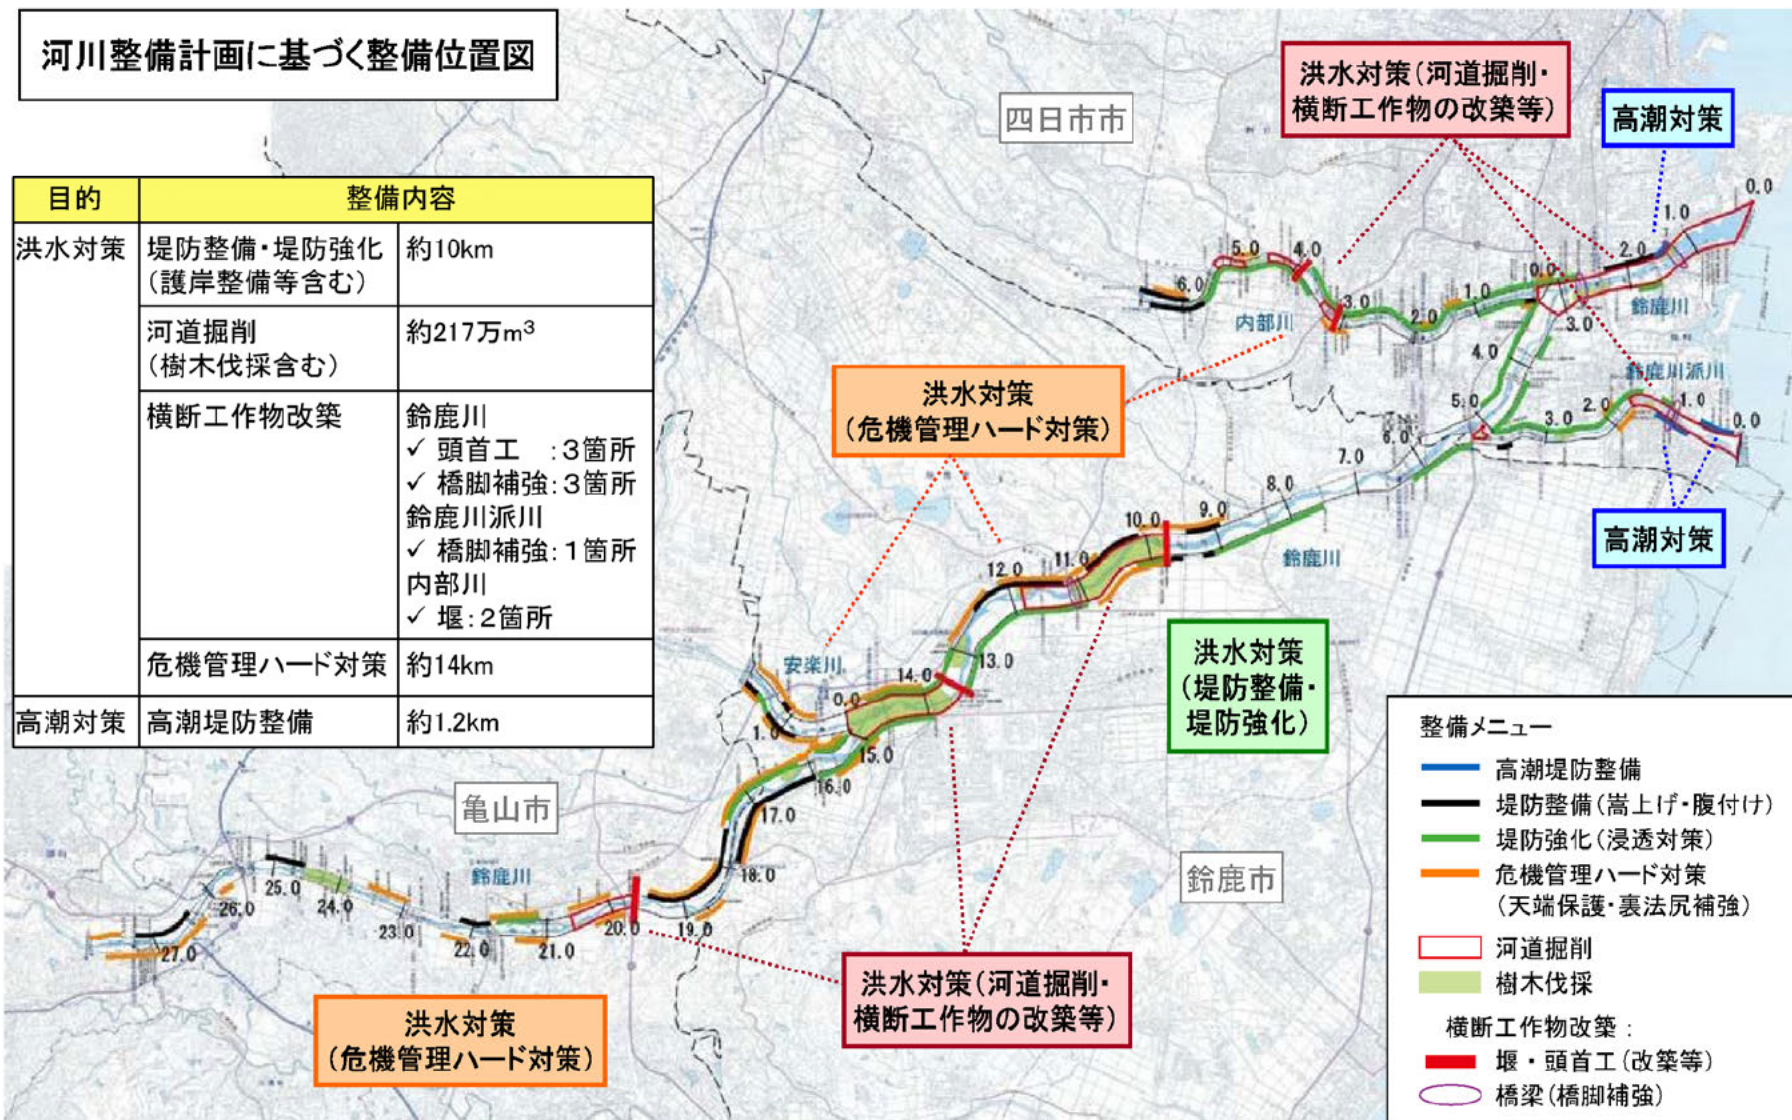 河川整備計画に基づく整備位置図
目的
整備内容
洪水対策
堤防整備・堤防強化
(護岸整備等含む)
約10km
河道掘削
(樹木伐採含む)
約217万m³
横断工作物改築
鈴鹿川
✓ 頭首工 :3箇所
✓ 橋脚補強:3箇所
鈴鹿川派川
✓ 橋脚補強:1箇所
内部川
✓ 堰:2箇所
危機管理ハード対策
約14km
高潮対策
高潮堤防整備
約1.2km
四日市市
洪水対策(河道掘削・
横断工作物の改築等)
高潮対策
0.0
1.0
2.0
鈴鹿川
3.0
4.0
5.0
6.0
7.0
8.0
9.0
10.0
11.0
12.0
13.0
14.0
15.0
16.0
17.0
18.0
19.0
20.0
21.0
22.0
23.0
24.0
25.0
26.0
27.0
内部川
0.0
1.0
2.0
3.0
4.0
5.0
6.0
鈴鹿川派川
0.0
1.0
2.0
3.0
高潮対策
洪水対策
(危機管理ハード対策)
鈴鹿川
安楽川
0.0
1.0
洪水対策
(堤防整備・
堤防強化)
亀山市
鈴鹿川
鈴鹿市
洪水対策(河道掘削・
横断工作物の改築等)
洪水対策
(危機管理ハード対策)
整備メニュー
高潮堤防整備
堤防整備(嵩上げ・腹付け)
堤防強化(浸透対策)
危機管理ハード対策
(天端保護・裏法尻補強)
河道掘削
樹木伐採
横断工作物改築:
堰・頭首工(改築等)
橋梁(橋脚補強)